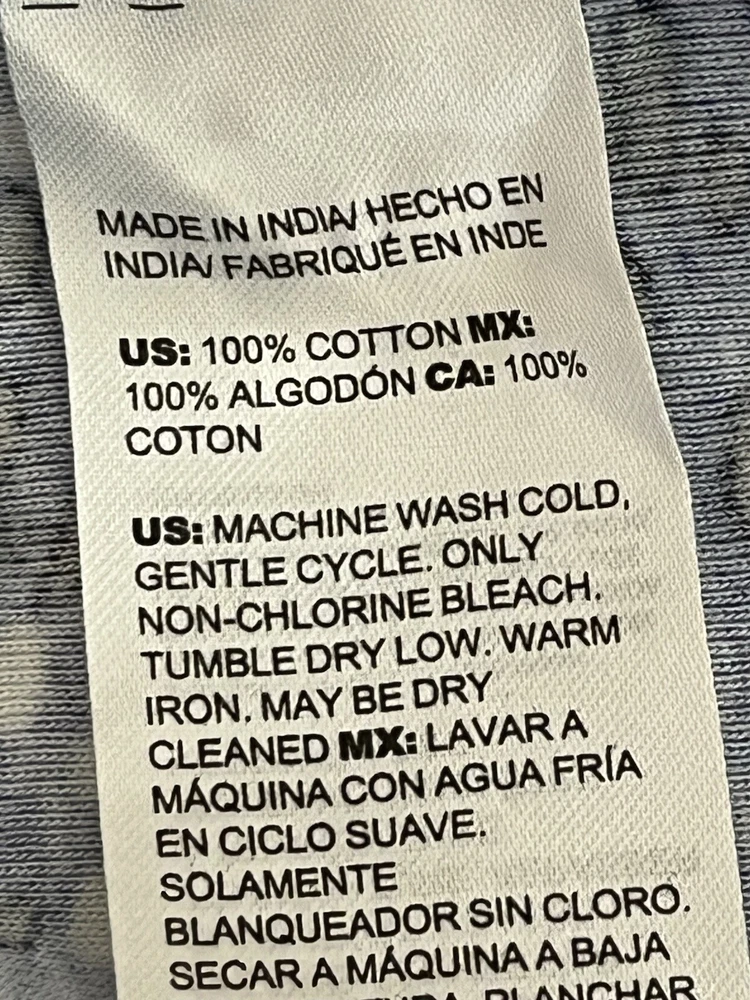 MADE IN INDIA/ HECHO EN
INDIA/ FABRIQUÉ EN INDE
US: 100% COTTON MX:
100% ALGODÓN CA: 100%
COTON
US: MACHINE WASH COLD,
GENTLE CYCLE. ONLY
NON-CHLORINE BLEACH.
TUMBLE DRY LOW. WARM
IRON. MAY BE DRY
CLEANED MX: LAVAR A
MÁQUINA CON AGUA FRÍA
EN CICLO SUAVE.
SOLAMENTE
BLANQUEADOR SIN CLORO.
SECAR A MÁQUINA A BAJA
PLANCHAR